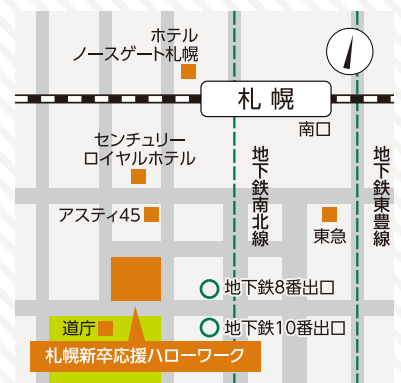 ホテル
ノースゲート札幌
札幌
南口
センチュリー
ロイヤルホテル
地下鉄南北線
地下鉄東豊線
アスティ45
東急
地下鉄8番出口
道庁
地下鉄10番出口
札幌新卒応援ハローワーク